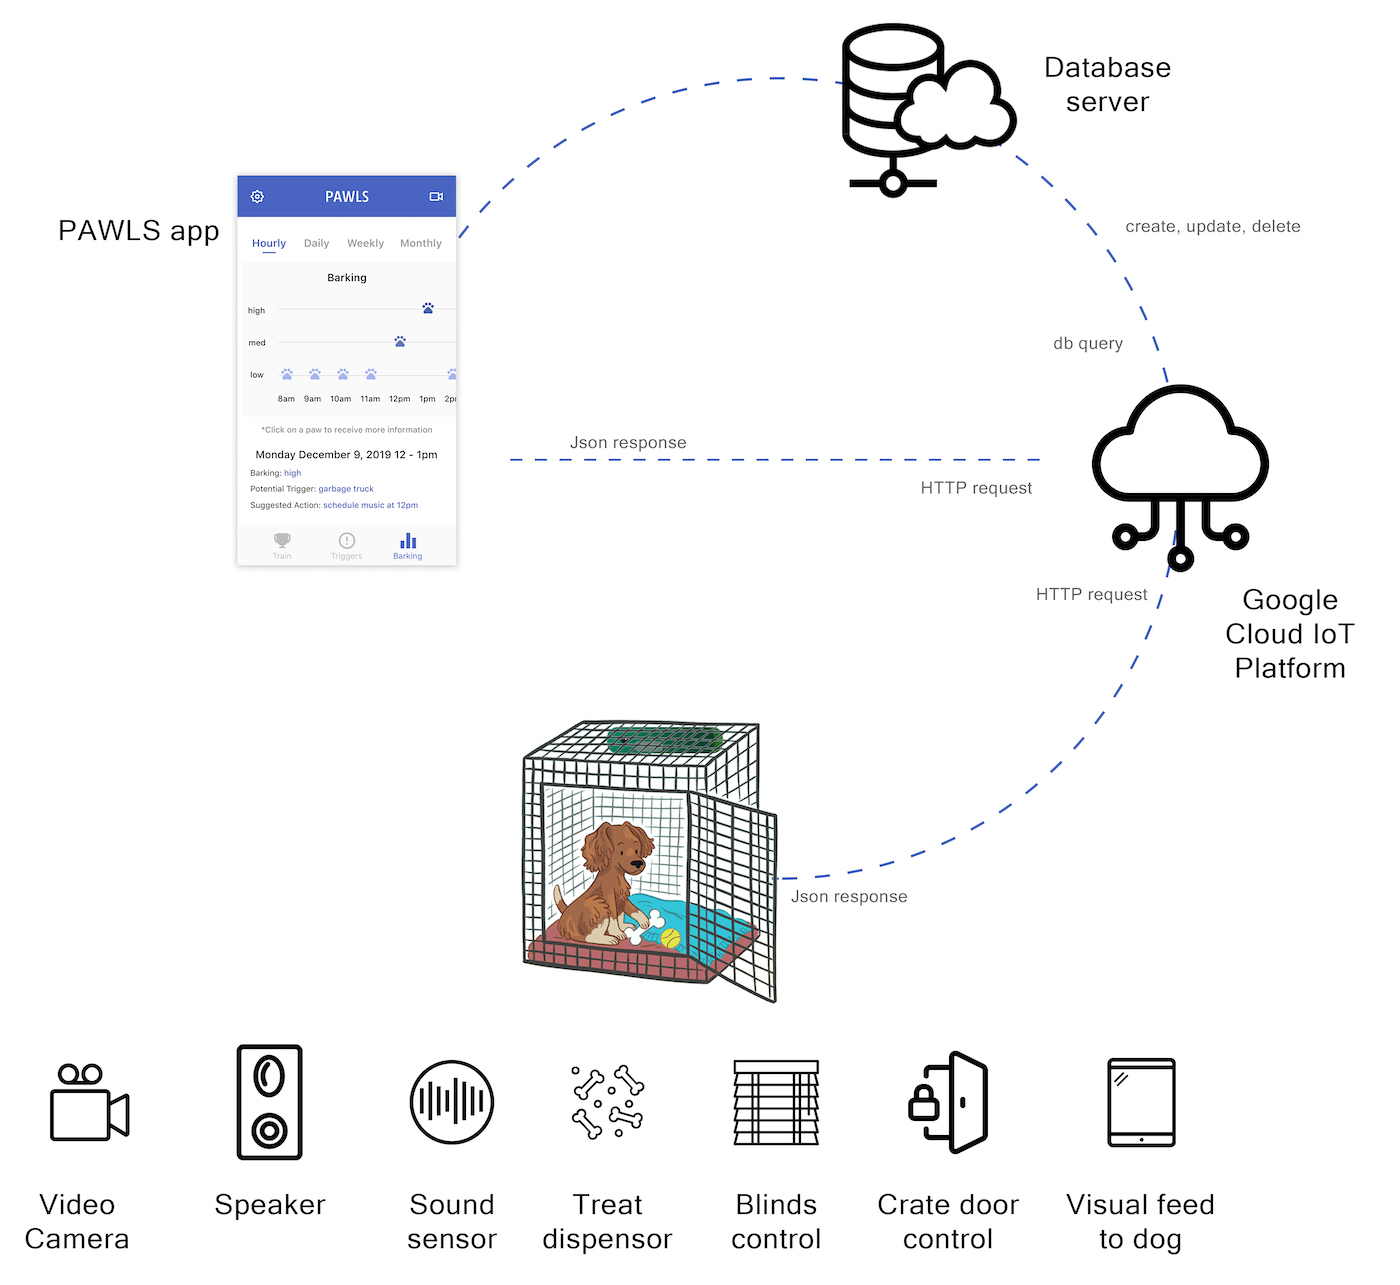 Database
server
PAWLS app
PAWLS
Hourly Daily Weekly Monthly
Barking
high
med
low
8am 9am 10am 11am 12pm 1pm 2p
*Click on a paw to receive more information
Monday December 9, 2019 12 - 1pm
Barking: high
Potential Trigger: garbage truck
Suggested Action: schedule music at 12pm
Train Triggers Barking
create, update, delete
db query
Json response
HTTP request
HTTP request
Google
Cloud IoT
Platform
Json response
Video
Camera
Speaker
Sound
sensor
Treat
dispensor
Blinds
control
Crate door
control
Visual feed
to dog